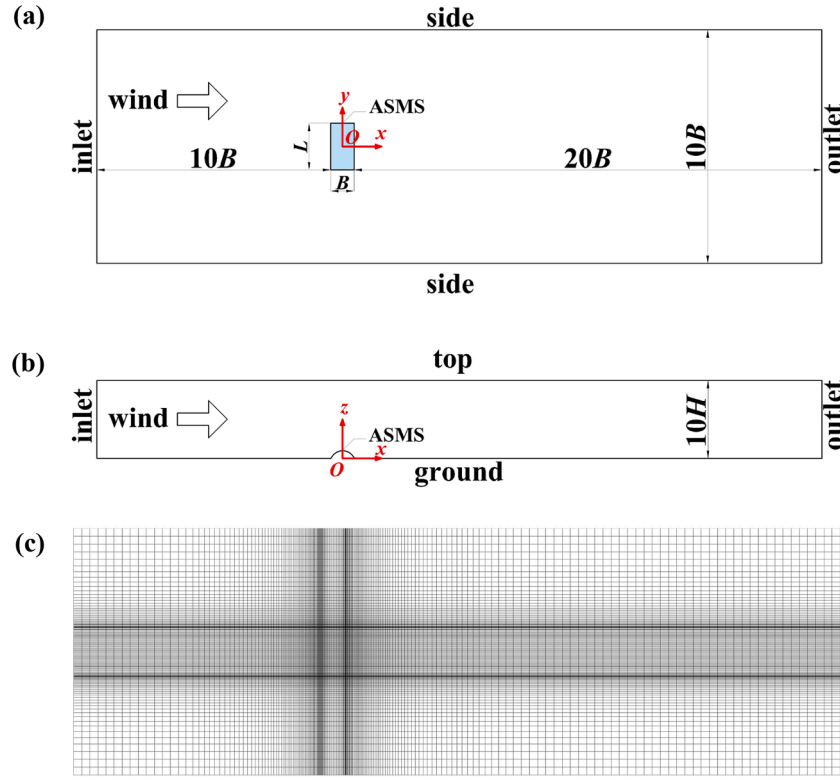 (a)
side
wind
y
ASMS
O
x
inlet
L
10B
B
20B
10B
outlet
side
(b)
top
inlet
wind
z
ASMS
x
O
10H
outlet
ground
(c)